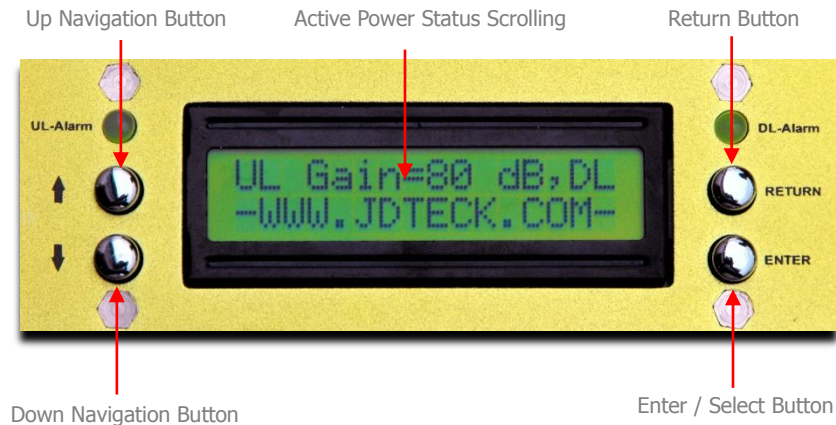 Up Navigation Button
Active Power Status Scrolling
Return Button
UL-Alarm
DL-Alarm
UL Gain=80 dB,DL
-WWW.JDTECK.COM-
RETURN
ENTER
Down Navigation Button
Enter / Select Button